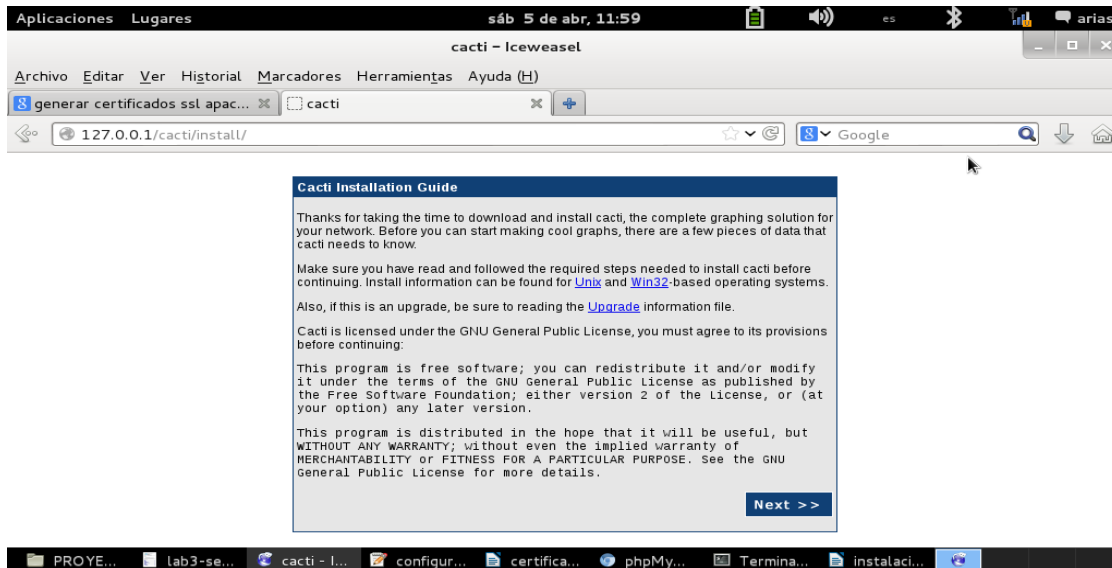 Aplicaciones Lugares sáb 5 de abr, 11:59 es arias
cacti – Iceweasel
Archivo Editar Ver Historial Marcadores Herramientas Ayuda (H)
generar certificados ssl apac... cacti
127.0.0.1/cacti/install/ Google
Cacti Installation Guide
Thanks for taking the time to download and install cacti, the complete graphing solution for
your network. Before you can start making cool graphs, there are a few pieces of data that
cacti needs to know.
Make sure you have read and followed the required steps needed to install cacti before
continuing. Install information can be found for Unix and Win32-based operating systems.
Also, if this is an upgrade, be sure to reading the Upgrade information file.
Cacti is licensed under the GNU General Public License, you must agree to its provisions
before continuing:
This program is free software; you can redistribute it and/or modify
it under the terms of the GNU General Public License as published by
the Free Software Foundation; either version 2 of the License, or (at
your option) any later version.
This program is distributed in the hope that it will be useful, but
WITHOUT ANY WARRANTY; without even the implied warranty of
MERCHANTABILITY or FITNESS FOR A PARTICULAR PURPOSE. See the GNU
General Public License for more details.
Next >>
PROYE... lab3-se... cacti - I... configur... certifica... phpMy... Termina... instalaci...